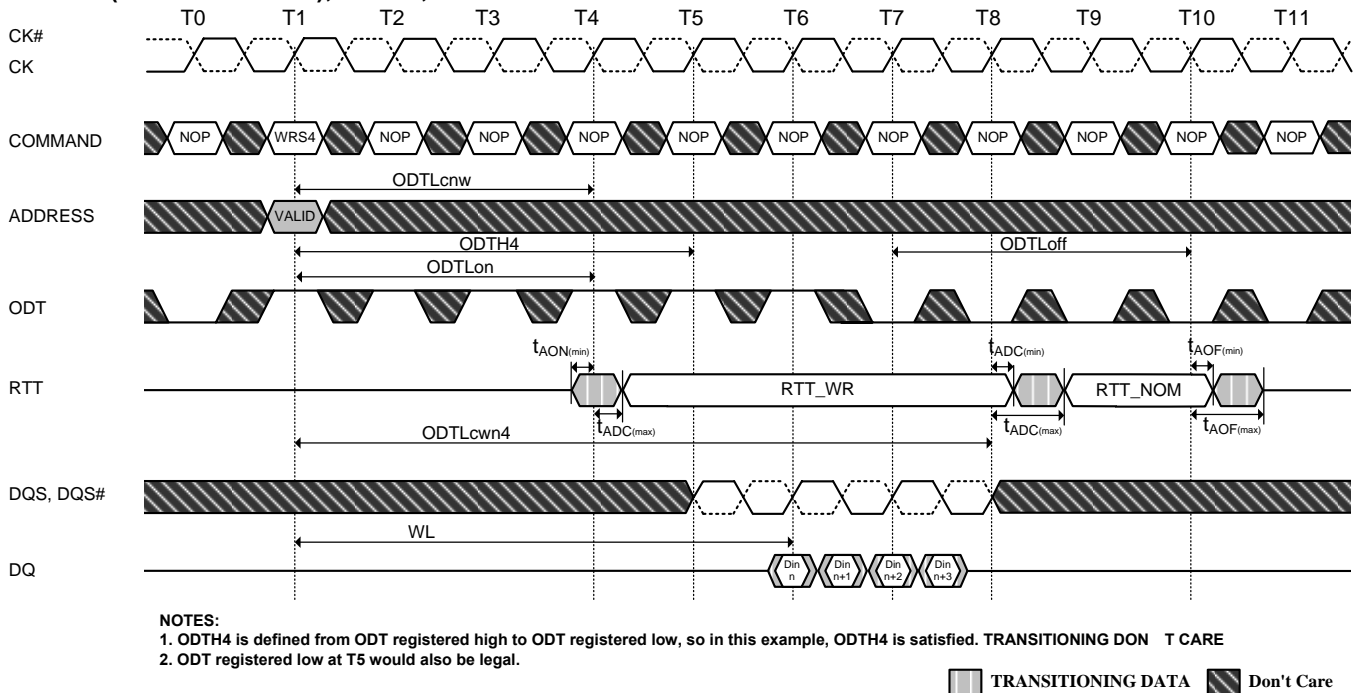 T0 T1 T2 T3 T4 T5 T6 T7 T8 T9 T10 T11
CK#
CK
COMMAND
NOP WRS4 NOP NOP NOP NOP NOP NOP NOP NOP NOP NOP
ODTLcnw
ADDRESS
VALID
ODTH4 ODTLoff
ODTLon
ODT
tAON(min) tADC(min) tAOF(min)
RTT
RTT_WR RTT_NOM
tADC(max) tADC(max) tAOF(max)
ODTLcwn4
DQS, DQS#
WL
DQ
Din n Din n+1 Din n+2 Din n+3
NOTES:
1. ODTH4 is defined from ODT registered high to ODT registered low, so in this example, ODTH4 is satisfied. TRANSITIONING DON T CARE
2. ODT registered low at T5 would also be legal.
TRANSITIONING DATA Don't Care